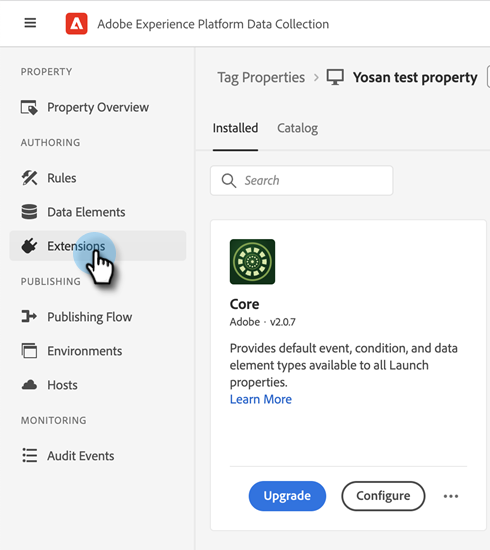 Adobe Experience Platform Data Collection
PROPERTY
Property Overview
AUTHORING
Rules
Data Elements
Extensions
PUBLISHING
Publishing Flow
Environments
Hosts
MONITORING
Audit Events
Tag Properties > Yosan test property
Installed Catalog
Search
Core
Adobe · v2.0.7
Provides default event, condition, and data
element types available to all Launch
properties.
Learn More
Upgrade Configure